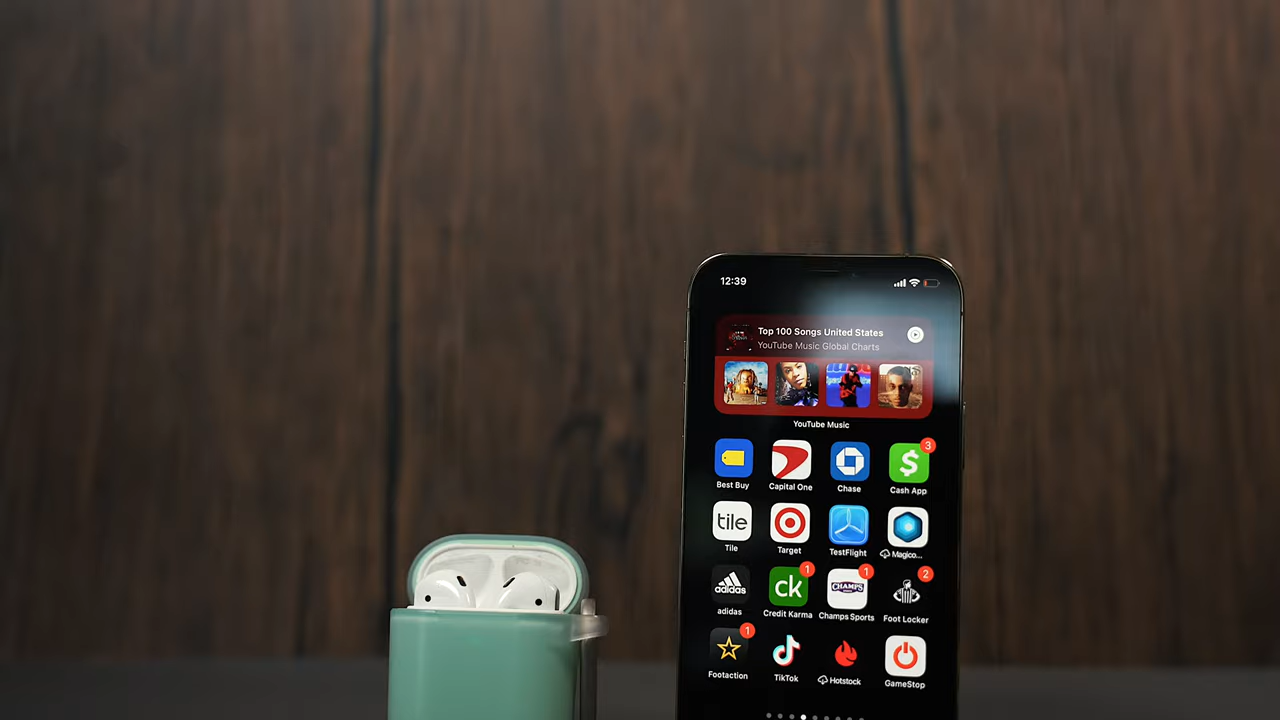 12:39
Top 100 Songs United States
YouTube Music Global Charts
YouTube Music
3
Best Buy Capital One Chase Cash App
tile
Tile Target TestFlight Magico...
adidas ck 1 CHAMPS 1 2
adidas Credit Karma Champs Sports Foot Locker
1
Footaction TikTok Hotstock GameStop